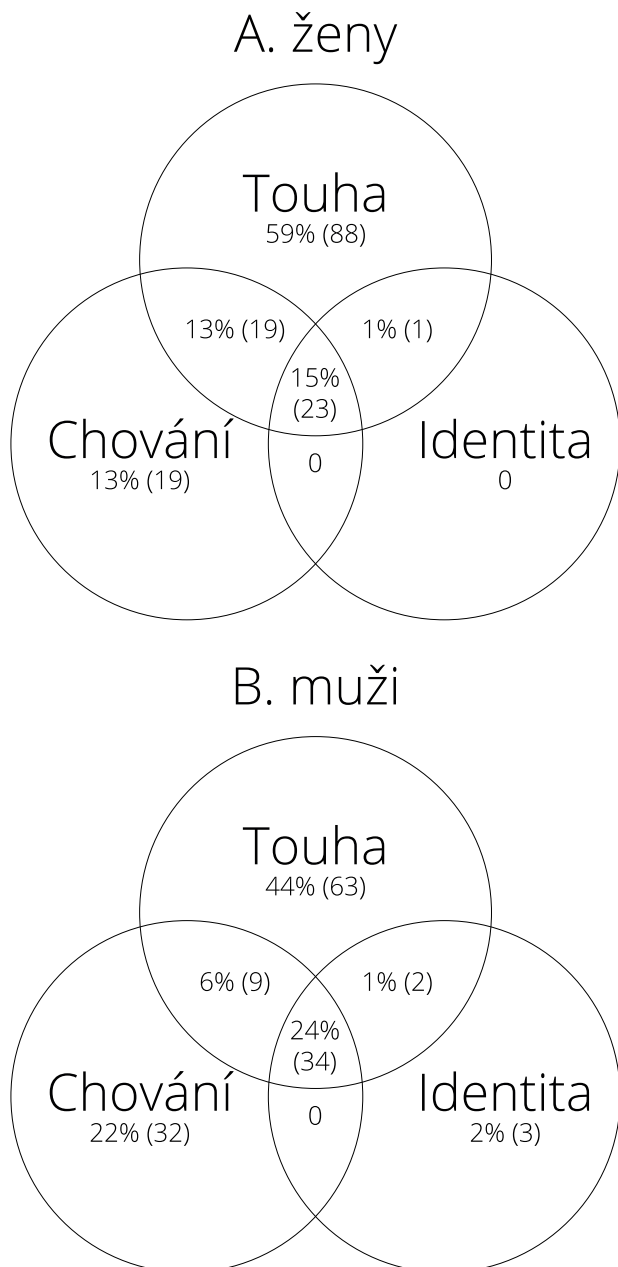 A. ženy
Touha
59% (88)
13% (19)
1% (1)
15%
(23)
Chování
13% (19)
0
Identita
0
B. muži
Touha
44% (63)
6% (9)
1% (2)
24%
(34)
Chování
22% (32)
0
Identita
2% (3)